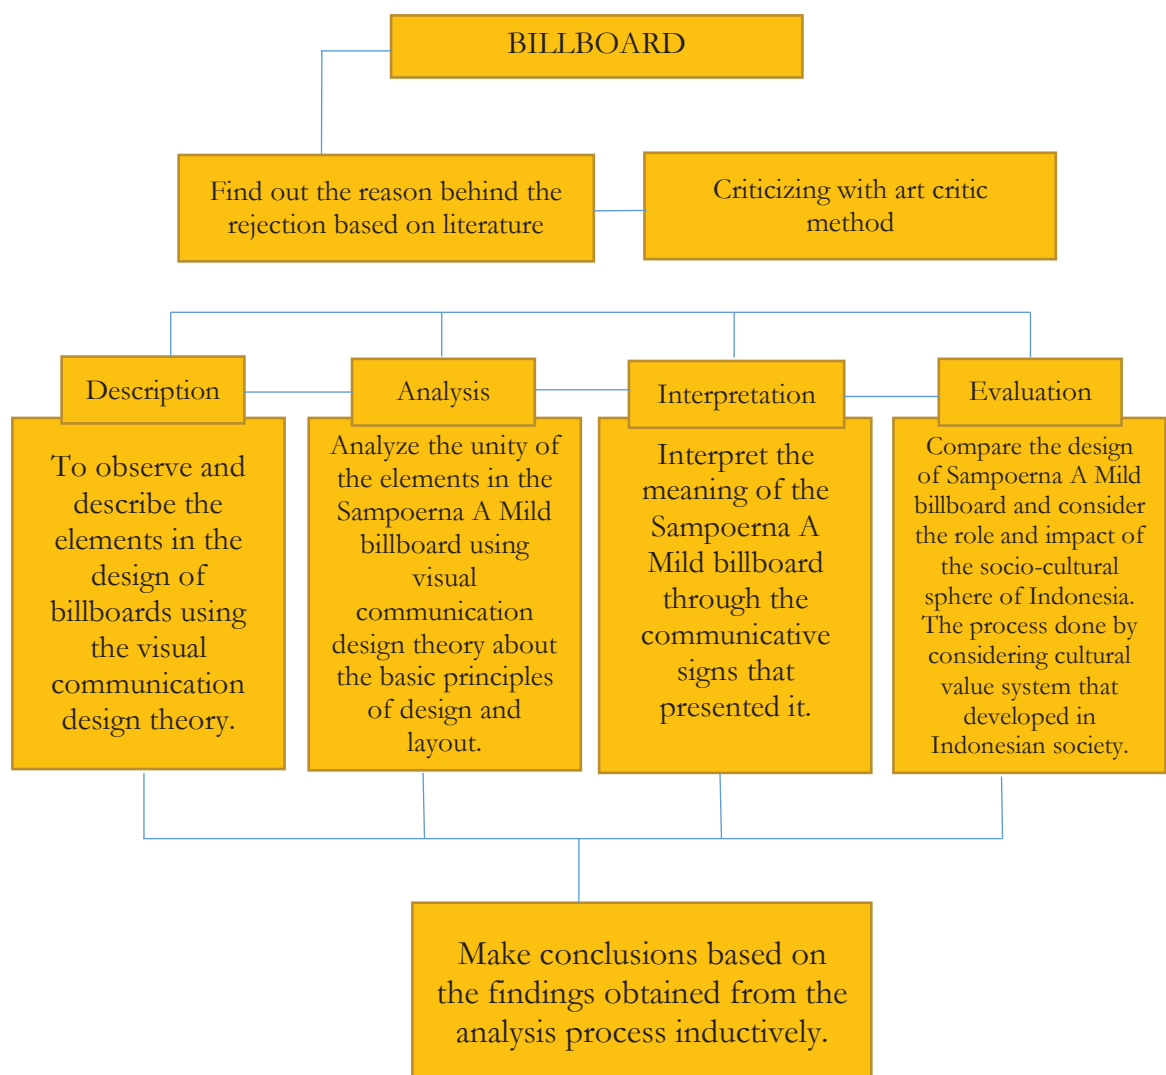 BILLBOARD
Find out the reason behind the
rejection based on literature
Criticizing with art critic
method
Description
To observe and
describe the
elements in the
design of
billboards using
the visual
communication
design theory.
Analysis
Analyze the unity of
the elements in the
Sampoerna A Mild
billboard using
visual
communication
design theory about
the basic principles
of design and
layout.
Interpretation
Interpret the
meaning of the
Sampoerna A
Mild billboard
through the
communicative
signs that
presented it.
Evaluation
Compare the design
of Sampoerna A Mild
billboard and consider
the role and impact of
the socio-cultural
sphere of Indonesia.
The process done by
considering cultural
value system that
developed in
Indonesian society.
Make conclusions based on
the findings obtained from the
analysis process inductively.